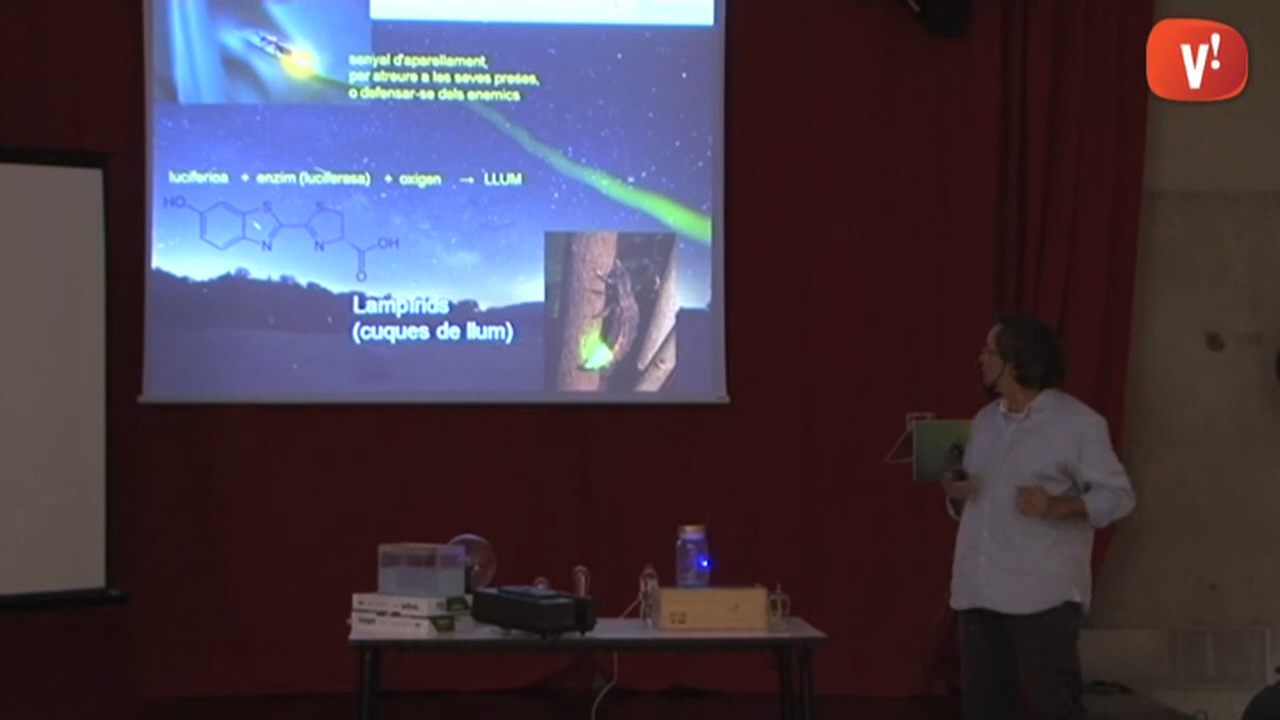 V!
senyal d'aparellament,
per atreure a les seves preses,
o defensar-se dels enemics
luciferina + enzim (luciferasa) + oxigen → LLUM
HO
S
S
N
N
OH
O
Lampírids
(cuques de llum)